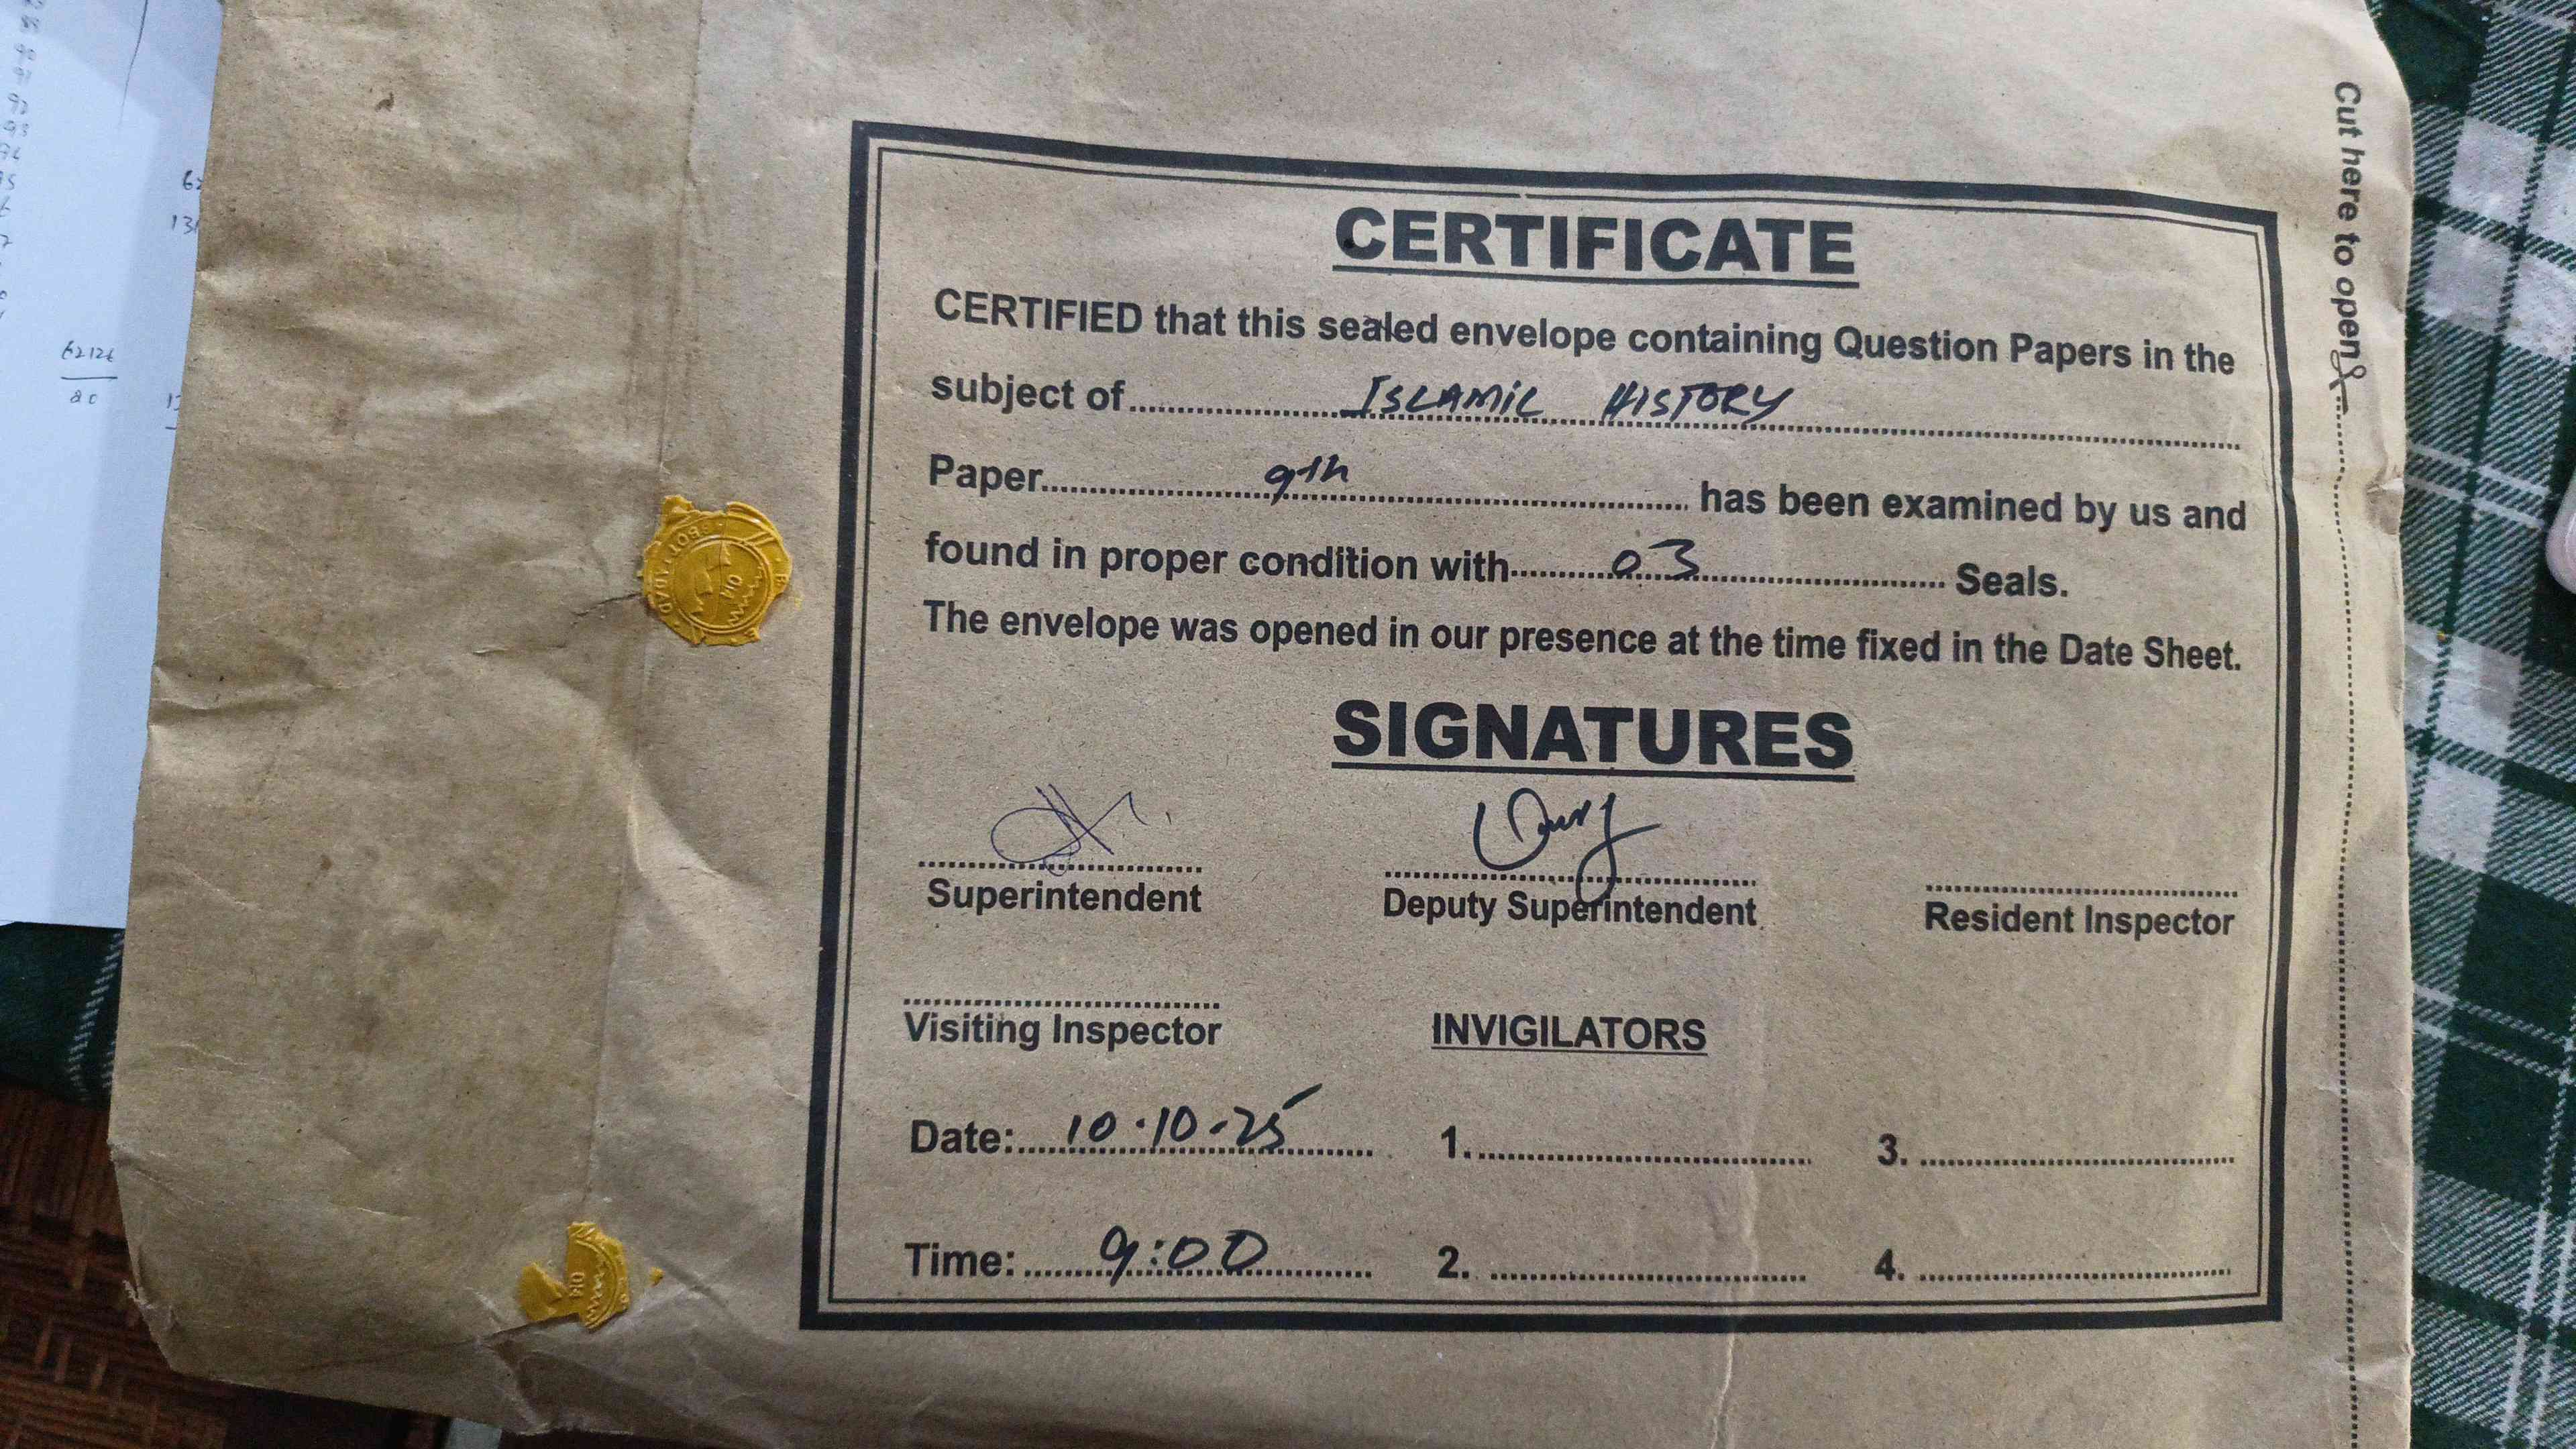 CERTIFICATE
CERTIFIED that this sealed envelope containing Question Papers in the
subject of.....ISLAMIC HISTORY.....
Paper.....9th..... has been examined by us and
found in proper condition with.....03..... Seals.
The envelope was opened in our presence at the time fixed in the Date Sheet.
SIGNATURES
Superintendent
Deputy Superintendent
Resident Inspector
Visiting Inspector
INVIGILATORS
Date:.....10.10.25.....
1.
3.
Time:.....9:00.....
2.
4.
Cut here to open
62126
20